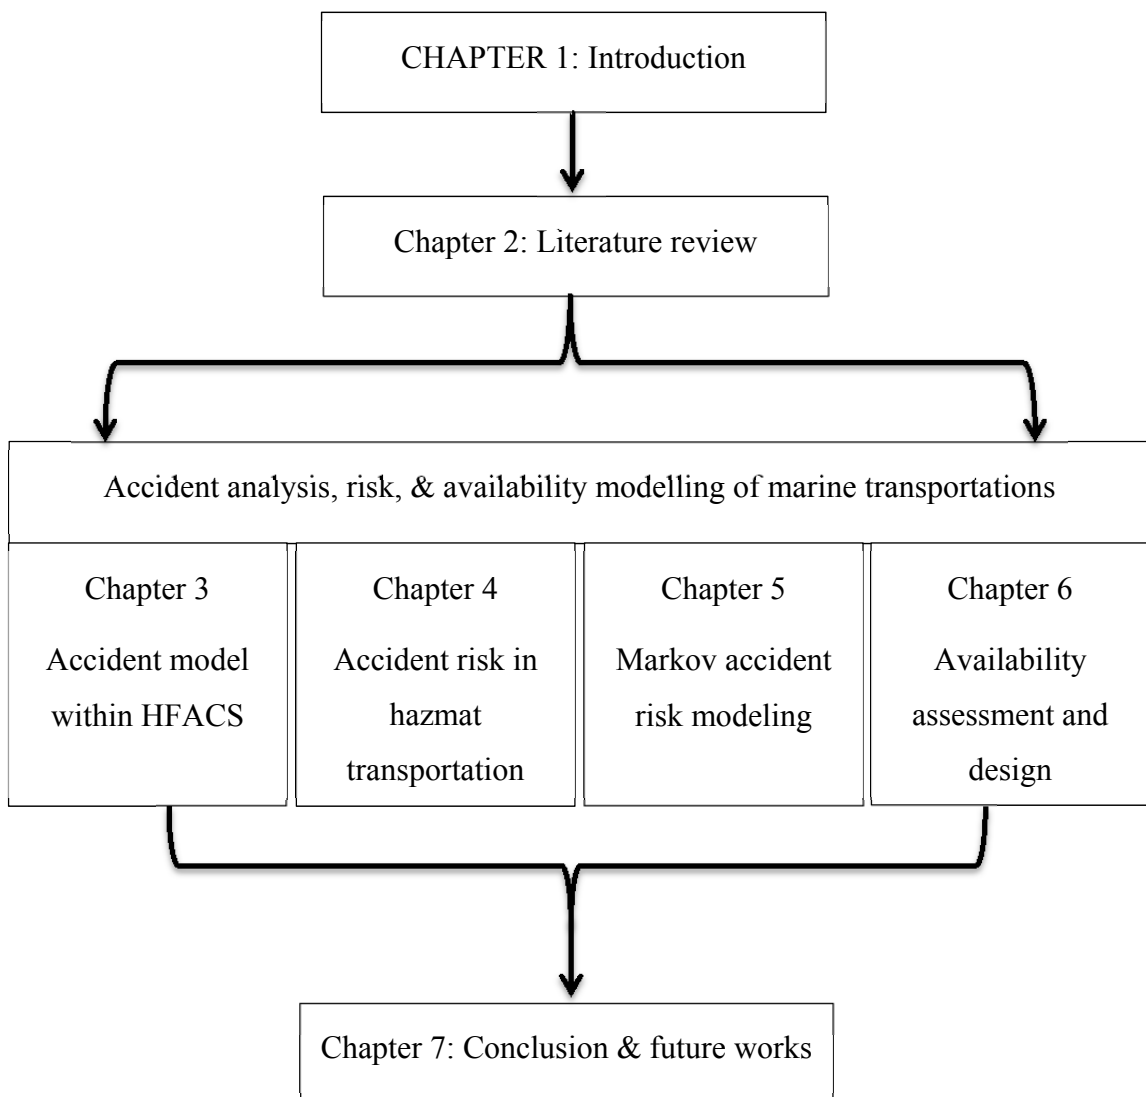 CHAPTER 1: Introduction
Chapter 2: Literature review
Accident analysis, risk, & availability modelling of marine transportations
Chapter 3
Accident model
within HFACS
Chapter 4
Accident risk in
hazmat
transportation
Chapter 5
Markov accident
risk modeling
Chapter 6
Availability
assessment and
design
Chapter 7: Conclusion & future works